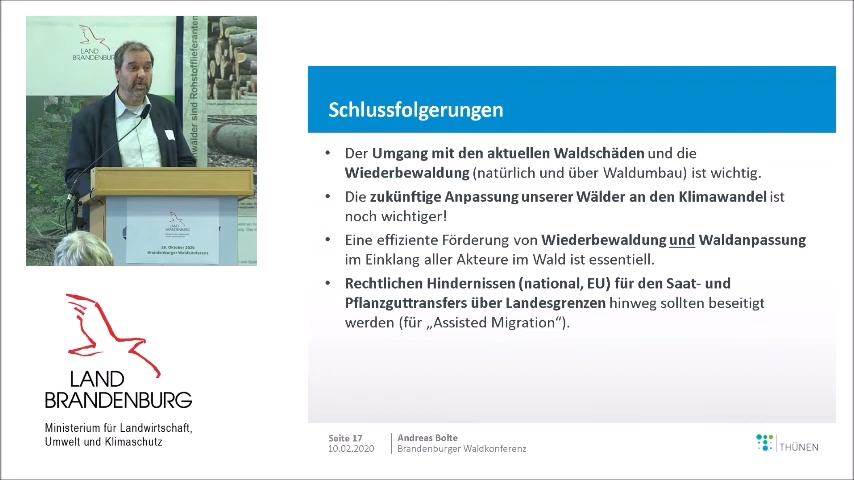 LAND
BRANDENBURG
wälder sind Rohstofflieferanten
LAND
BRANDENBURG
Brandenburger Waldkonferenz
LAND
BRANDENBURG
Ministerium für Landwirtschaft,
Umwelt und Klimaschutz
Schlussfolgerungen
• Der Umgang mit den aktuellen Waldschäden und die
Wiederbewaldung (natürlich und über Waldumbau) ist wichtig.
• Die zukünftige Anpassung unserer Wälder an den Klimawandel ist
noch wichtiger!
• Eine effiziente Förderung von Wiederbewaldung und Waldanpassung
im Einklang aller Akteure im Wald ist essentiell.
• Rechtlichen Hindernissen (national, EU) für den Saat- und
Pflanzguttransfers über Landesgrenzen hinweg sollten beseitigt
werden (für „Assisted Migration“).
Seite 17
10.02.2020
Andreas Bolte
Brandenburger Waldkonferenz
THÜNEN